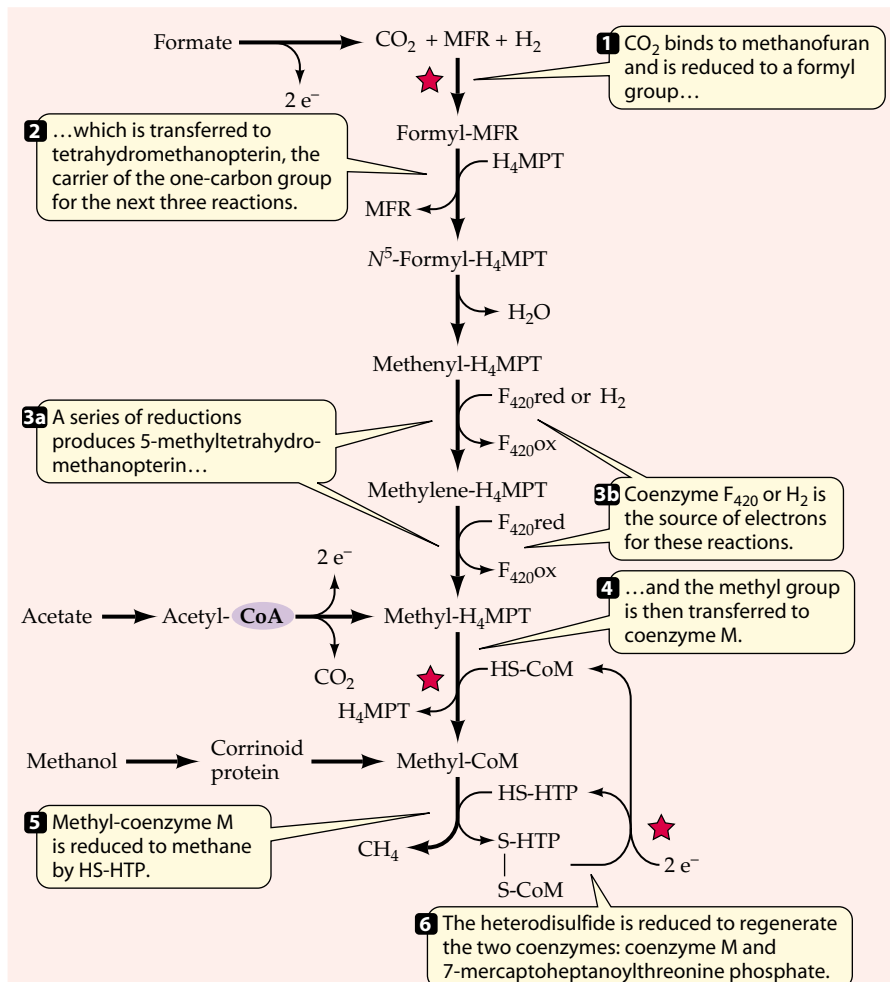 Formate
CO₂ + MFR + H₂
2 e⁻
1 CO₂ binds to methanofuran
and is reduced to a formyl
group…
2 …which is transferred to
tetrahydromethanopterin, the
carrier of the one-carbon group
for the next three reactions.
Formyl-MFR
H₄MPT
MFR
N⁵-Formyl-H₄MPT
H₂O
Methenyl-H₄MPT
F₄₂₀red or H₂
F₄₂₀ox
3a A series of reductions
produces 5-methyltetrahydro-
methanopterin…
Methylene-H₄MPT
3b Coenzyme F₄₂₀ or H₂ is
the source of electrons
for these reactions.
F₄₂₀red
F₄₂₀ox
2 e⁻
Acetate
Acetyl- CoA
Methyl-H₄MPT
CO₂
4 …and the methyl group
is then transferred to
coenzyme M.
HS-CoM
H₄MPT
Methanol
Corrinoid
protein
Methyl-CoM
HS-HTP
5 Methyl-coenzyme M
is reduced to methane
by HS-HTP.
CH₄
S-HTP
S-CoM
2 e⁻
6 The heterodisulfide is reduced to regenerate
the two coenzymes: coenzyme M and
7-mercaptoheptanoylthreonine phosphate.